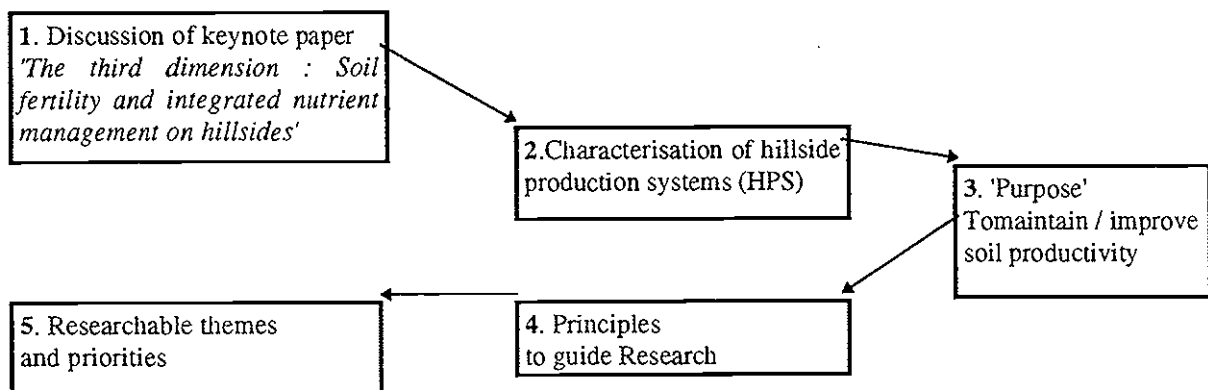 1. Discussion of keynote paper
'The third dimension : Soil
fertility and integrated nutrient
management on hillsides'
2.Characterisation of hillside
production systems (HPS)
3. 'Purpose'
Tomaintain / improve
soil productivity
4. Principles
to guide Research
5. Researchable themes
and priorities